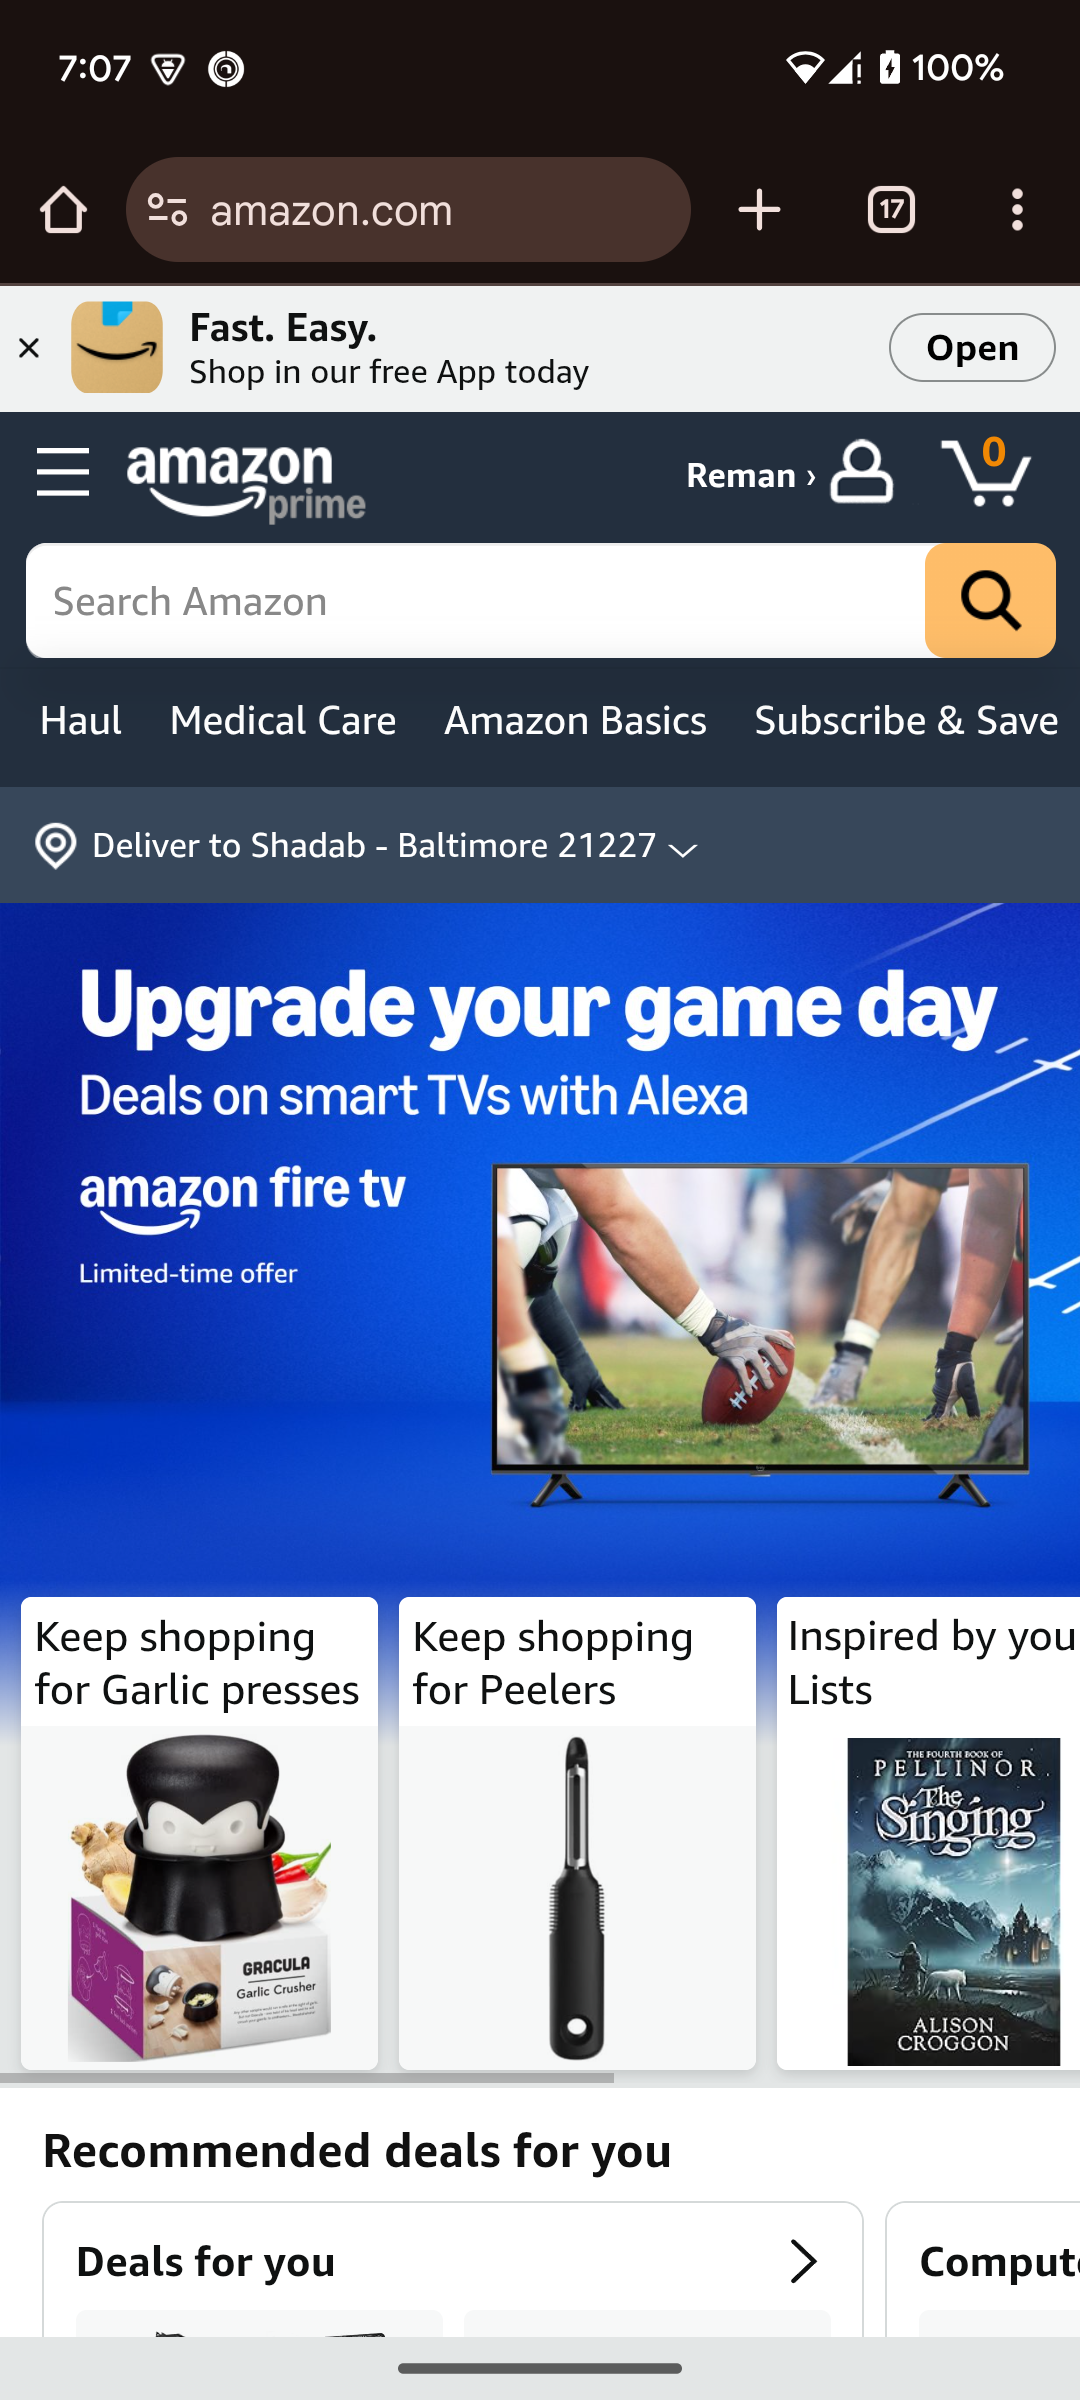 7:07
100%
amazon.com
17
Fast. Easy.
Shop in our free App today
Open
amazon prime
Reman ›
0
Search Amazon
Haul Medical Care Amazon Basics Subscribe & Save
Deliver to Shadab - Baltimore 21227
Upgrade your game day
Deals on smart TVs with Alexa
amazon fire tv
Limited-time offer
Keep shopping
for Garlic presses
GRACULA
Garlic Crusher
Keep shopping
for Peelers
Inspired by you
Lists
THE FOURTH BOOK OF
PELLINOR
The
Singing
ALISON
CROGGON
Recommended deals for you
Deals for you
Compute